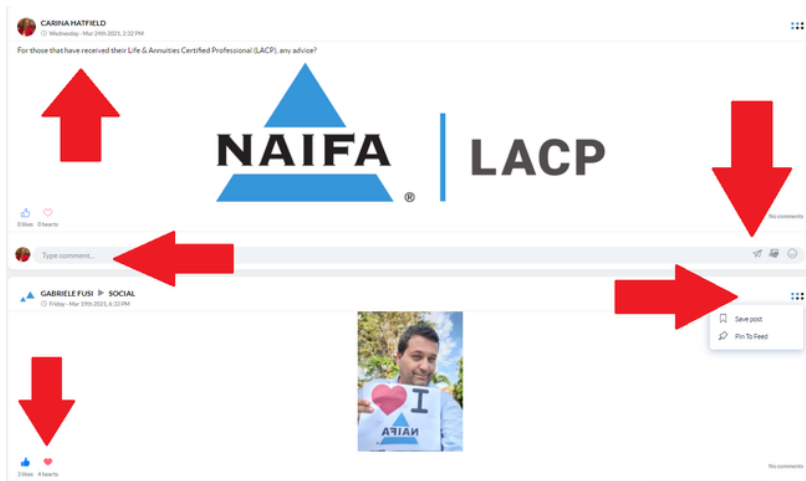 CARINA HATFIELD
Wednesday - Mar 24th 2021, 2:32 PM
For those that have received their Life & Annuities Certified Professional (LACP), any advice?
NAIFA ® | LACP
0 likes 0 hearts
No comments
Type comment...
GABRIELE FUSI SOCIAL
Friday - Mar 19th 2021, 6:33 PM
Save post
Pin To Feed
I
NAIFA
3 likes 4 hearts
No comments